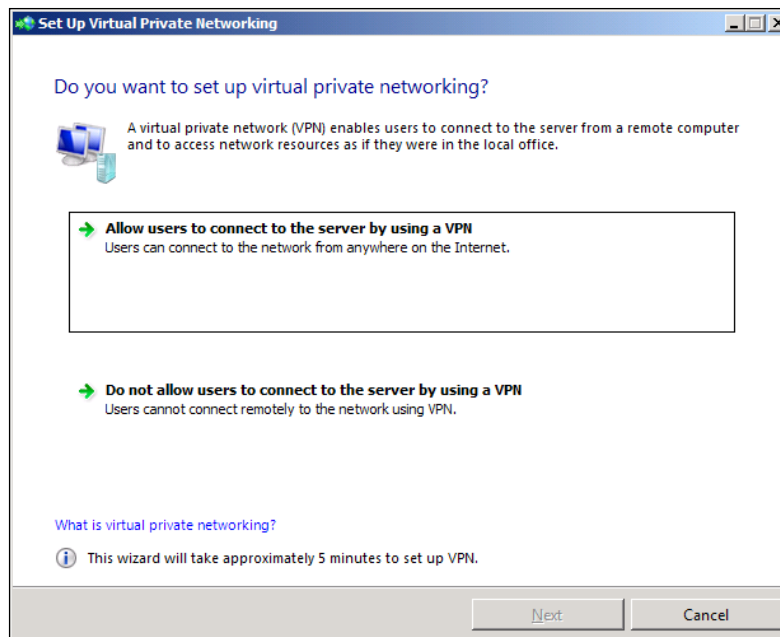 Set Up Virtual Private Networking
Do you want to set up virtual private networking?
A virtual private network (VPN) enables users to connect to the server from a remote computer
and to access network resources as if they were in the local office.
Allow users to connect to the server by using a VPN
Users can connect to the network from anywhere on the Internet.
Do not allow users to connect to the server by using a VPN
Users cannot connect remotely to the network using VPN.
What is virtual private networking?
This wizard will take approximately 5 minutes to set up VPN.
Next
Cancel